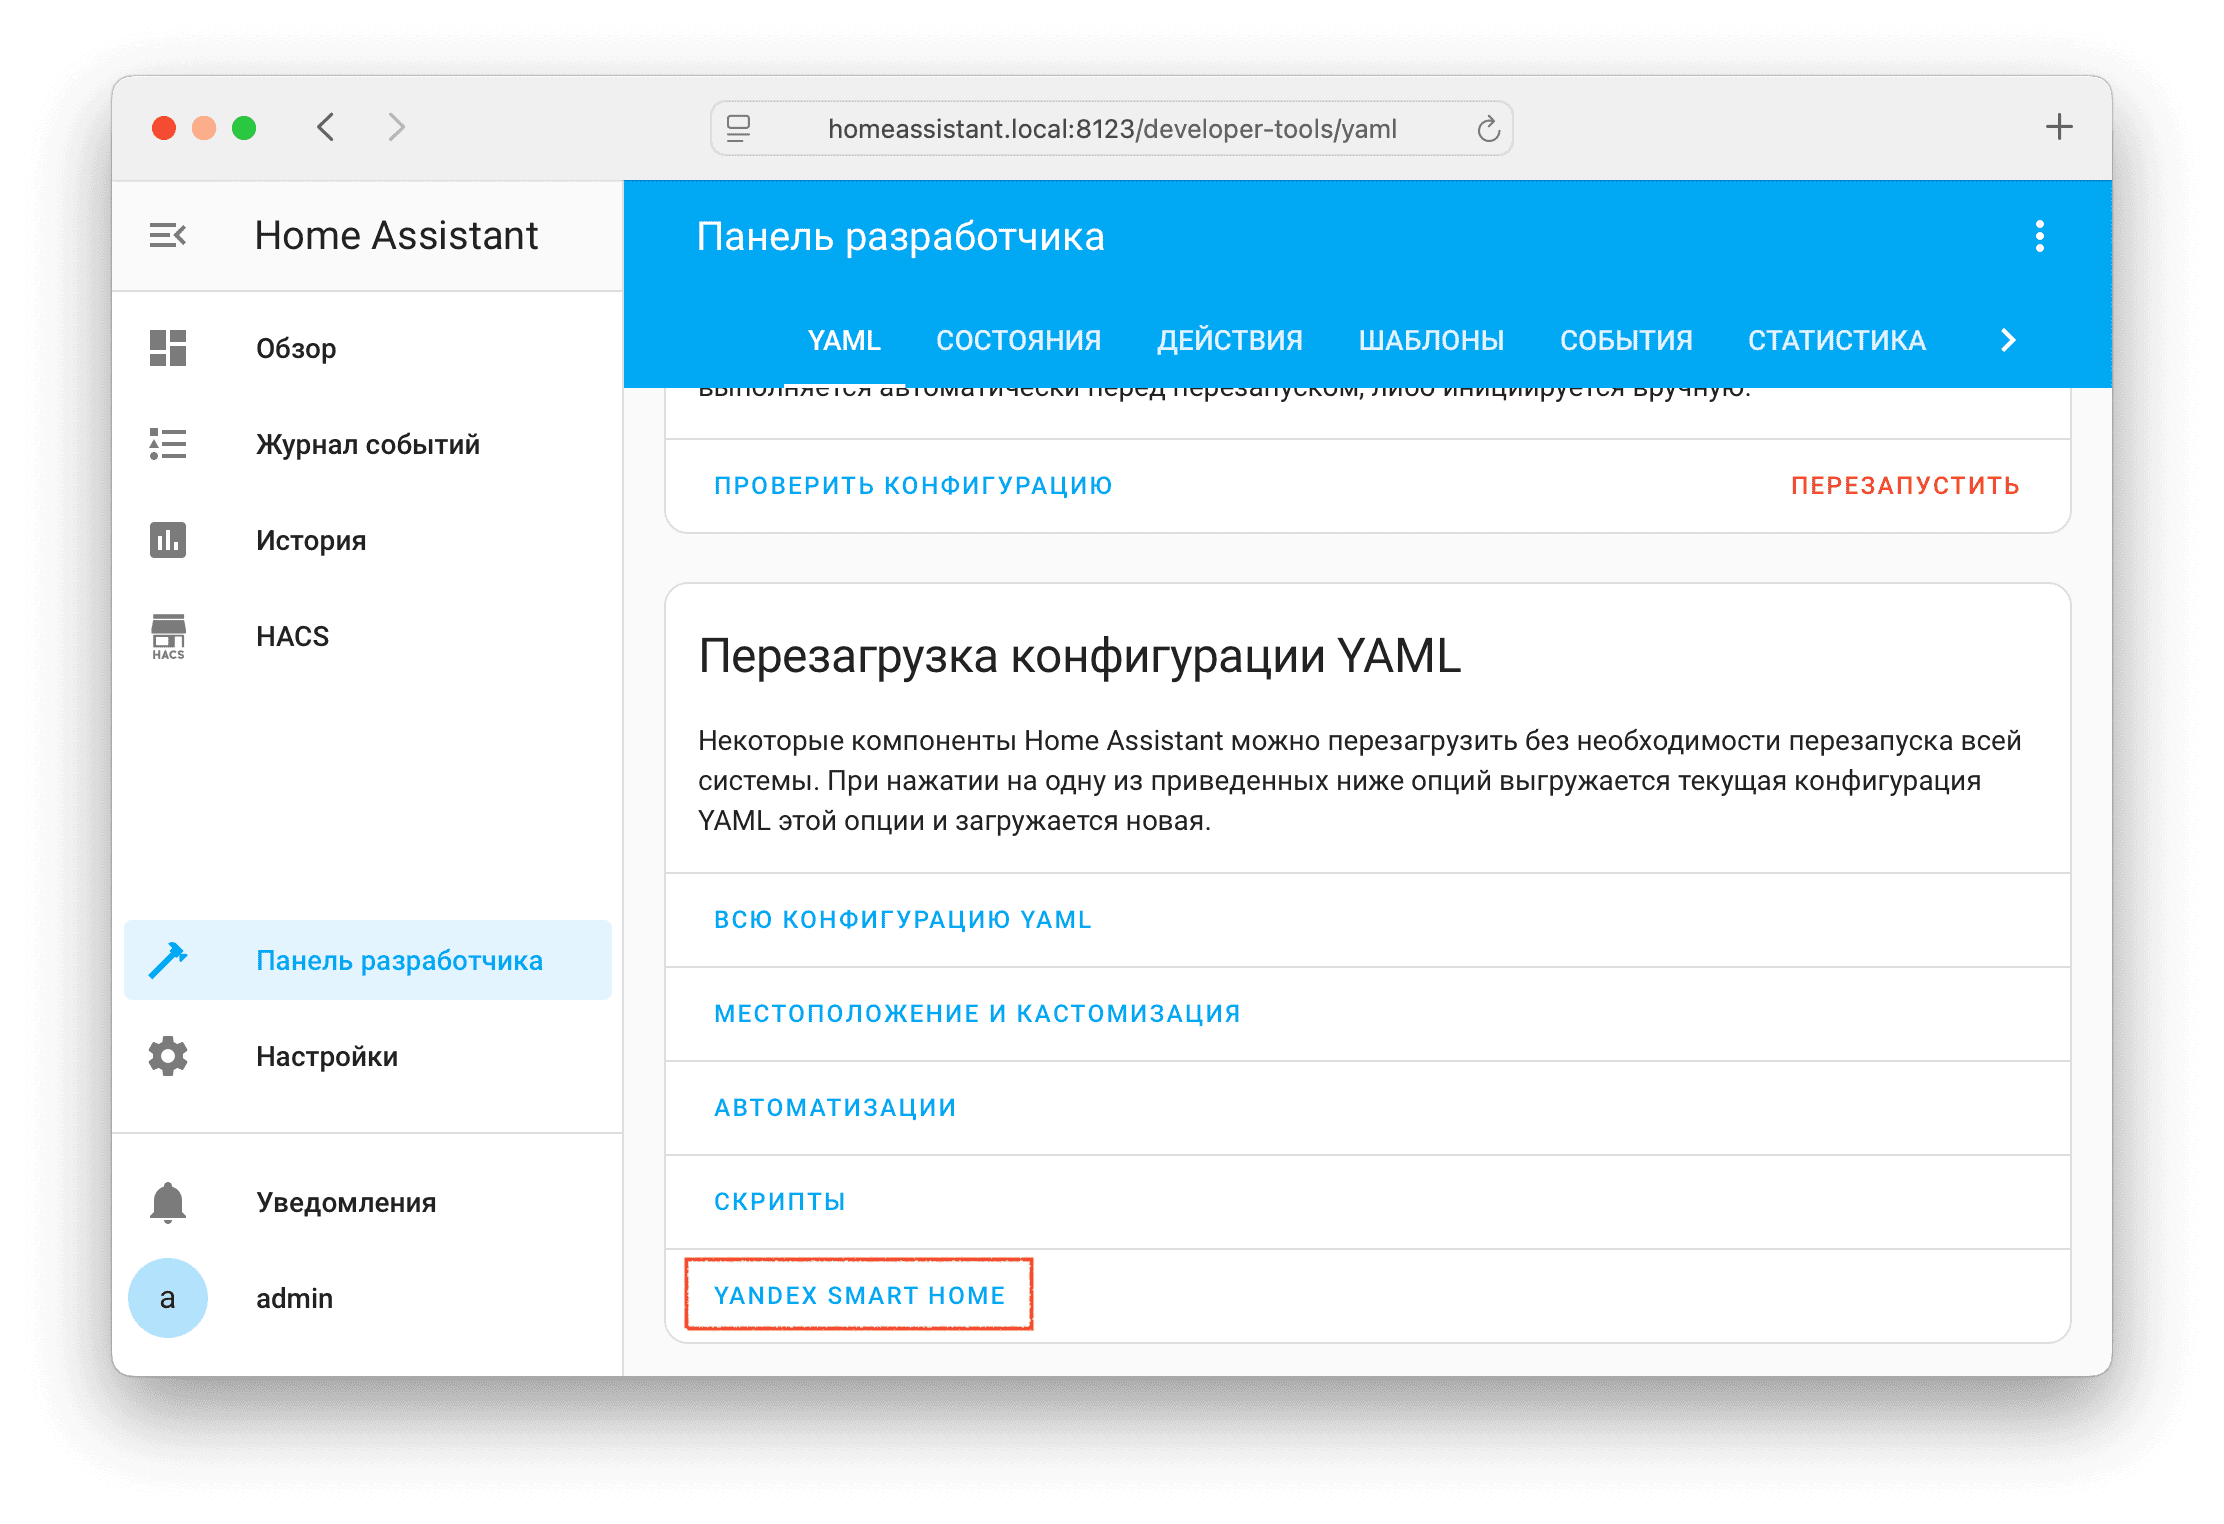 homeassistant.local:8123/developer-tools/yaml
Home Assistant
Обзор
Журнал событий
История
HACS
HACS
Панель разработчика
Настройки
Уведомления
a
admin
Панель разработчика
YAML СОСТОЯНИЯ ДЕЙСТВИЯ ШАБЛОНЫ СОБЫТИЯ СТАТИСТИКА
выполняется автоматически перед перезапуском, либо инициируется вручную.
ПРОВЕРИТЬ КОНФИГУРАЦИЮ ПЕРЕЗАПУСТИТЬ
Перезагрузка конфигурации YAML
Некоторые компоненты Home Assistant можно перезагрузить без необходимости перезапуска всей
системы. При нажатии на одну из приведенных ниже опций выгружается текущая конфигурация
YAML этой опции и загружается новая.
ВСЮ КОНФИГУРАЦИЮ YAML
МЕСТОПОЛОЖЕНИЕ И КАСТОМИЗАЦИЯ
АВТОМАТИЗАЦИИ
СКРИПТЫ
YANDEX SMART HOME